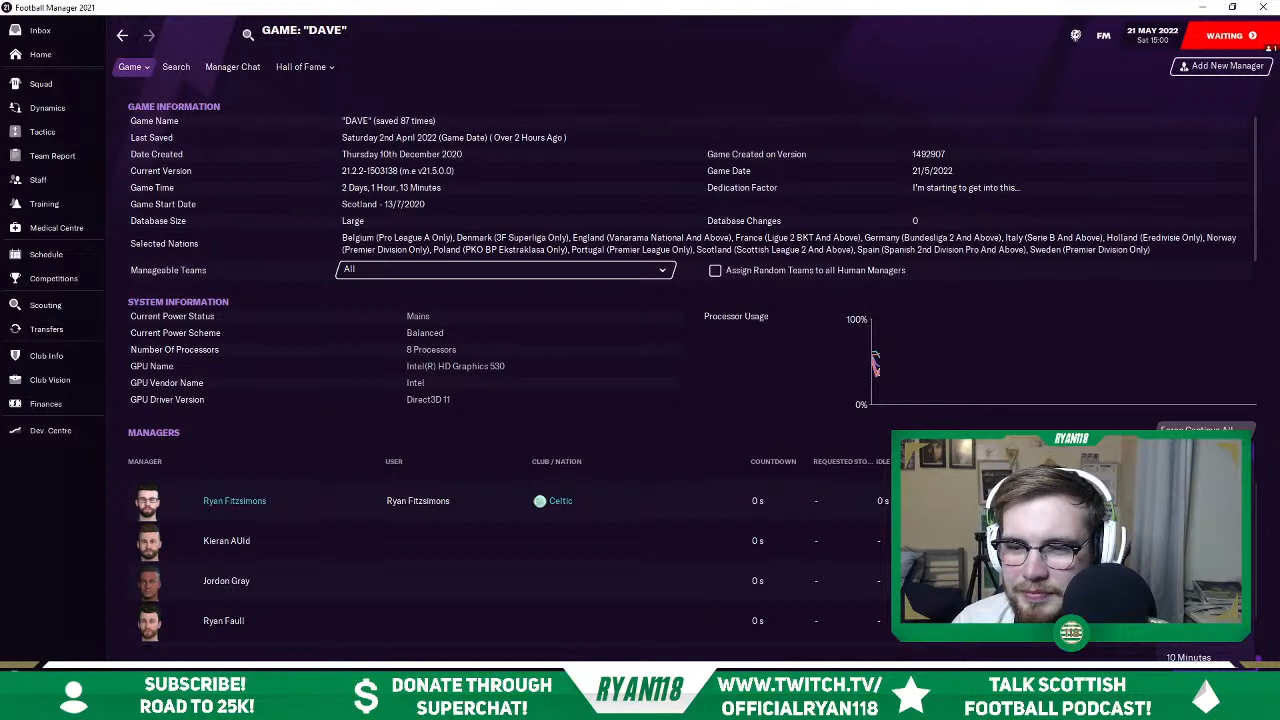 Football Manager 2021
Inbox
Home
Squad
Dynamics
Tactics
Team Report
Staff
Training
Medical Centre
Schedule
Competitions
Scouting
Transfers
Club Info
Club Vision
Finances
Dev. Centre
GAME: "DAVE"
FM
21 MAY 2022
Sat 15:00
WAITING
1
Game
Search
Manager Chat
Hall of Fame
Add New Manager
GAME INFORMATION
Game Name "DAVE" (saved 87 times)
Last Saved Saturday 2nd April 2022 (Game Date) ( Over 2 Hours Ago )
Date Created Thursday 10th December 2020 Game Created on Version 1492907
Current Version 21.2.2-1503138 (m.e v21.5.0.0) Game Date 21/5/2022
Game Time 2 Days, 1 Hour, 13 Minutes Dedication Factor I'm starting to get into this...
Game Start Date Scotland - 13/7/2020
Database Size Large Database Changes 0
Selected Nations Belgium (Pro League A Only), Denmark (3F Superliga Only), England (Vanarama National And Above), France (Ligue 2 BKT And Above), Germany (Bundesliga 2 And Above), Italy (Serie B And Above), Holland (Eredivisie Only), Norway
(Premier Division Only), Poland (PKO BP Ekstraklasa Only), Portugal (Premier League Only), Scotland (Scottish League 2 And Above), Spain (Spanish 2nd Division Pro And Above), Sweden (Premier Division Only)
Manageable Teams All Assign Random Teams to all Human Managers
SYSTEM INFORMATION
Current Power Status Mains Processor Usage 100%
Current Power Scheme Balanced
Number Of Processors 8 Processors
GPU Name Intel(R) HD Graphics 530
GPU Vendor Name Intel
GPU Driver Version Direct3D 11 0%
MANAGERS
MANAGER USER CLUB / NATION COUNTDOWN REQUESTED STO... IDLE
Ryan Fitzsimons Ryan Fitzsimons Celtic 0 s - 0 s
Kieran AUld 0 s -
Jordon Gray 0 s -
Ryan Faull 0 s -
RYAN118
118
10 Minutes
SUBSCRIBE!
ROAD TO 25K!
DONATE THROUGH
SUPERCHAT!
RYAN118
WWW.TWITCH.TV/
OFFICIALRYAN118
TALK SCOTTISH
FOOTBALL PODCAST!